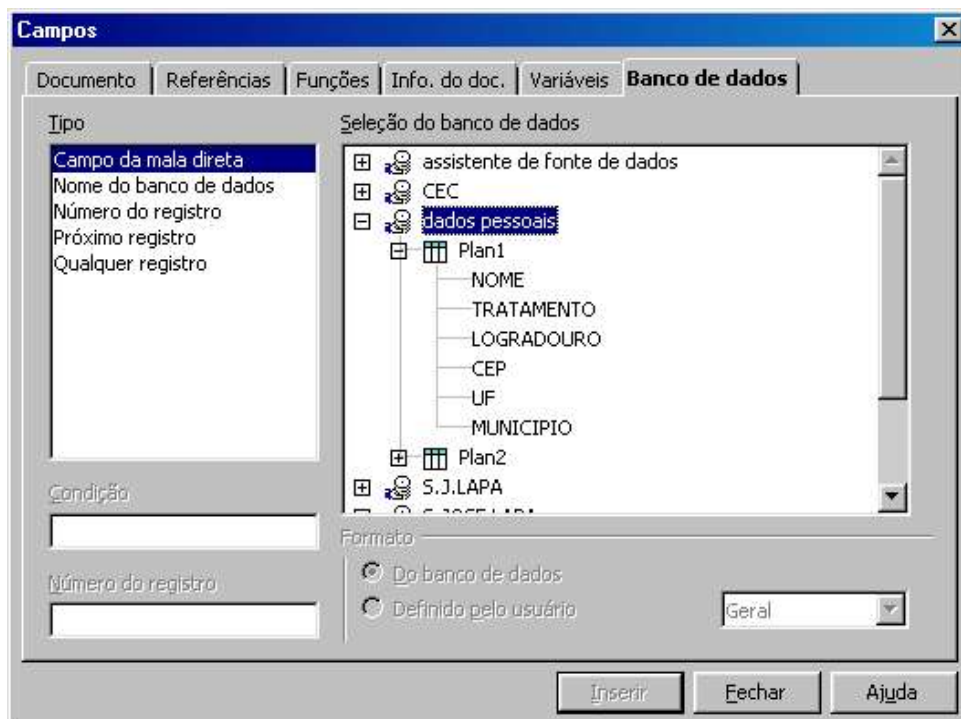 Campos
Documento Referências Funções Info. do doc. Variáveis Banco de dados
Tipo
Campo da mala direta
Nome do banco de dados
Número do registro
Próximo registro
Qualquer registro
Condição
Número do registro
Seleção do banco de dados
assistente de fonte de dados
CEC
dados pessoais
Plan1
NOME
TRATAMENTO
LOGRADOURO
CEP
UF
MUNICIPIO
Plan2
S.J.LAPA
Formato
Do banco de dados
Definido pelo usuário
Geral
Inserir Fechar Ajuda